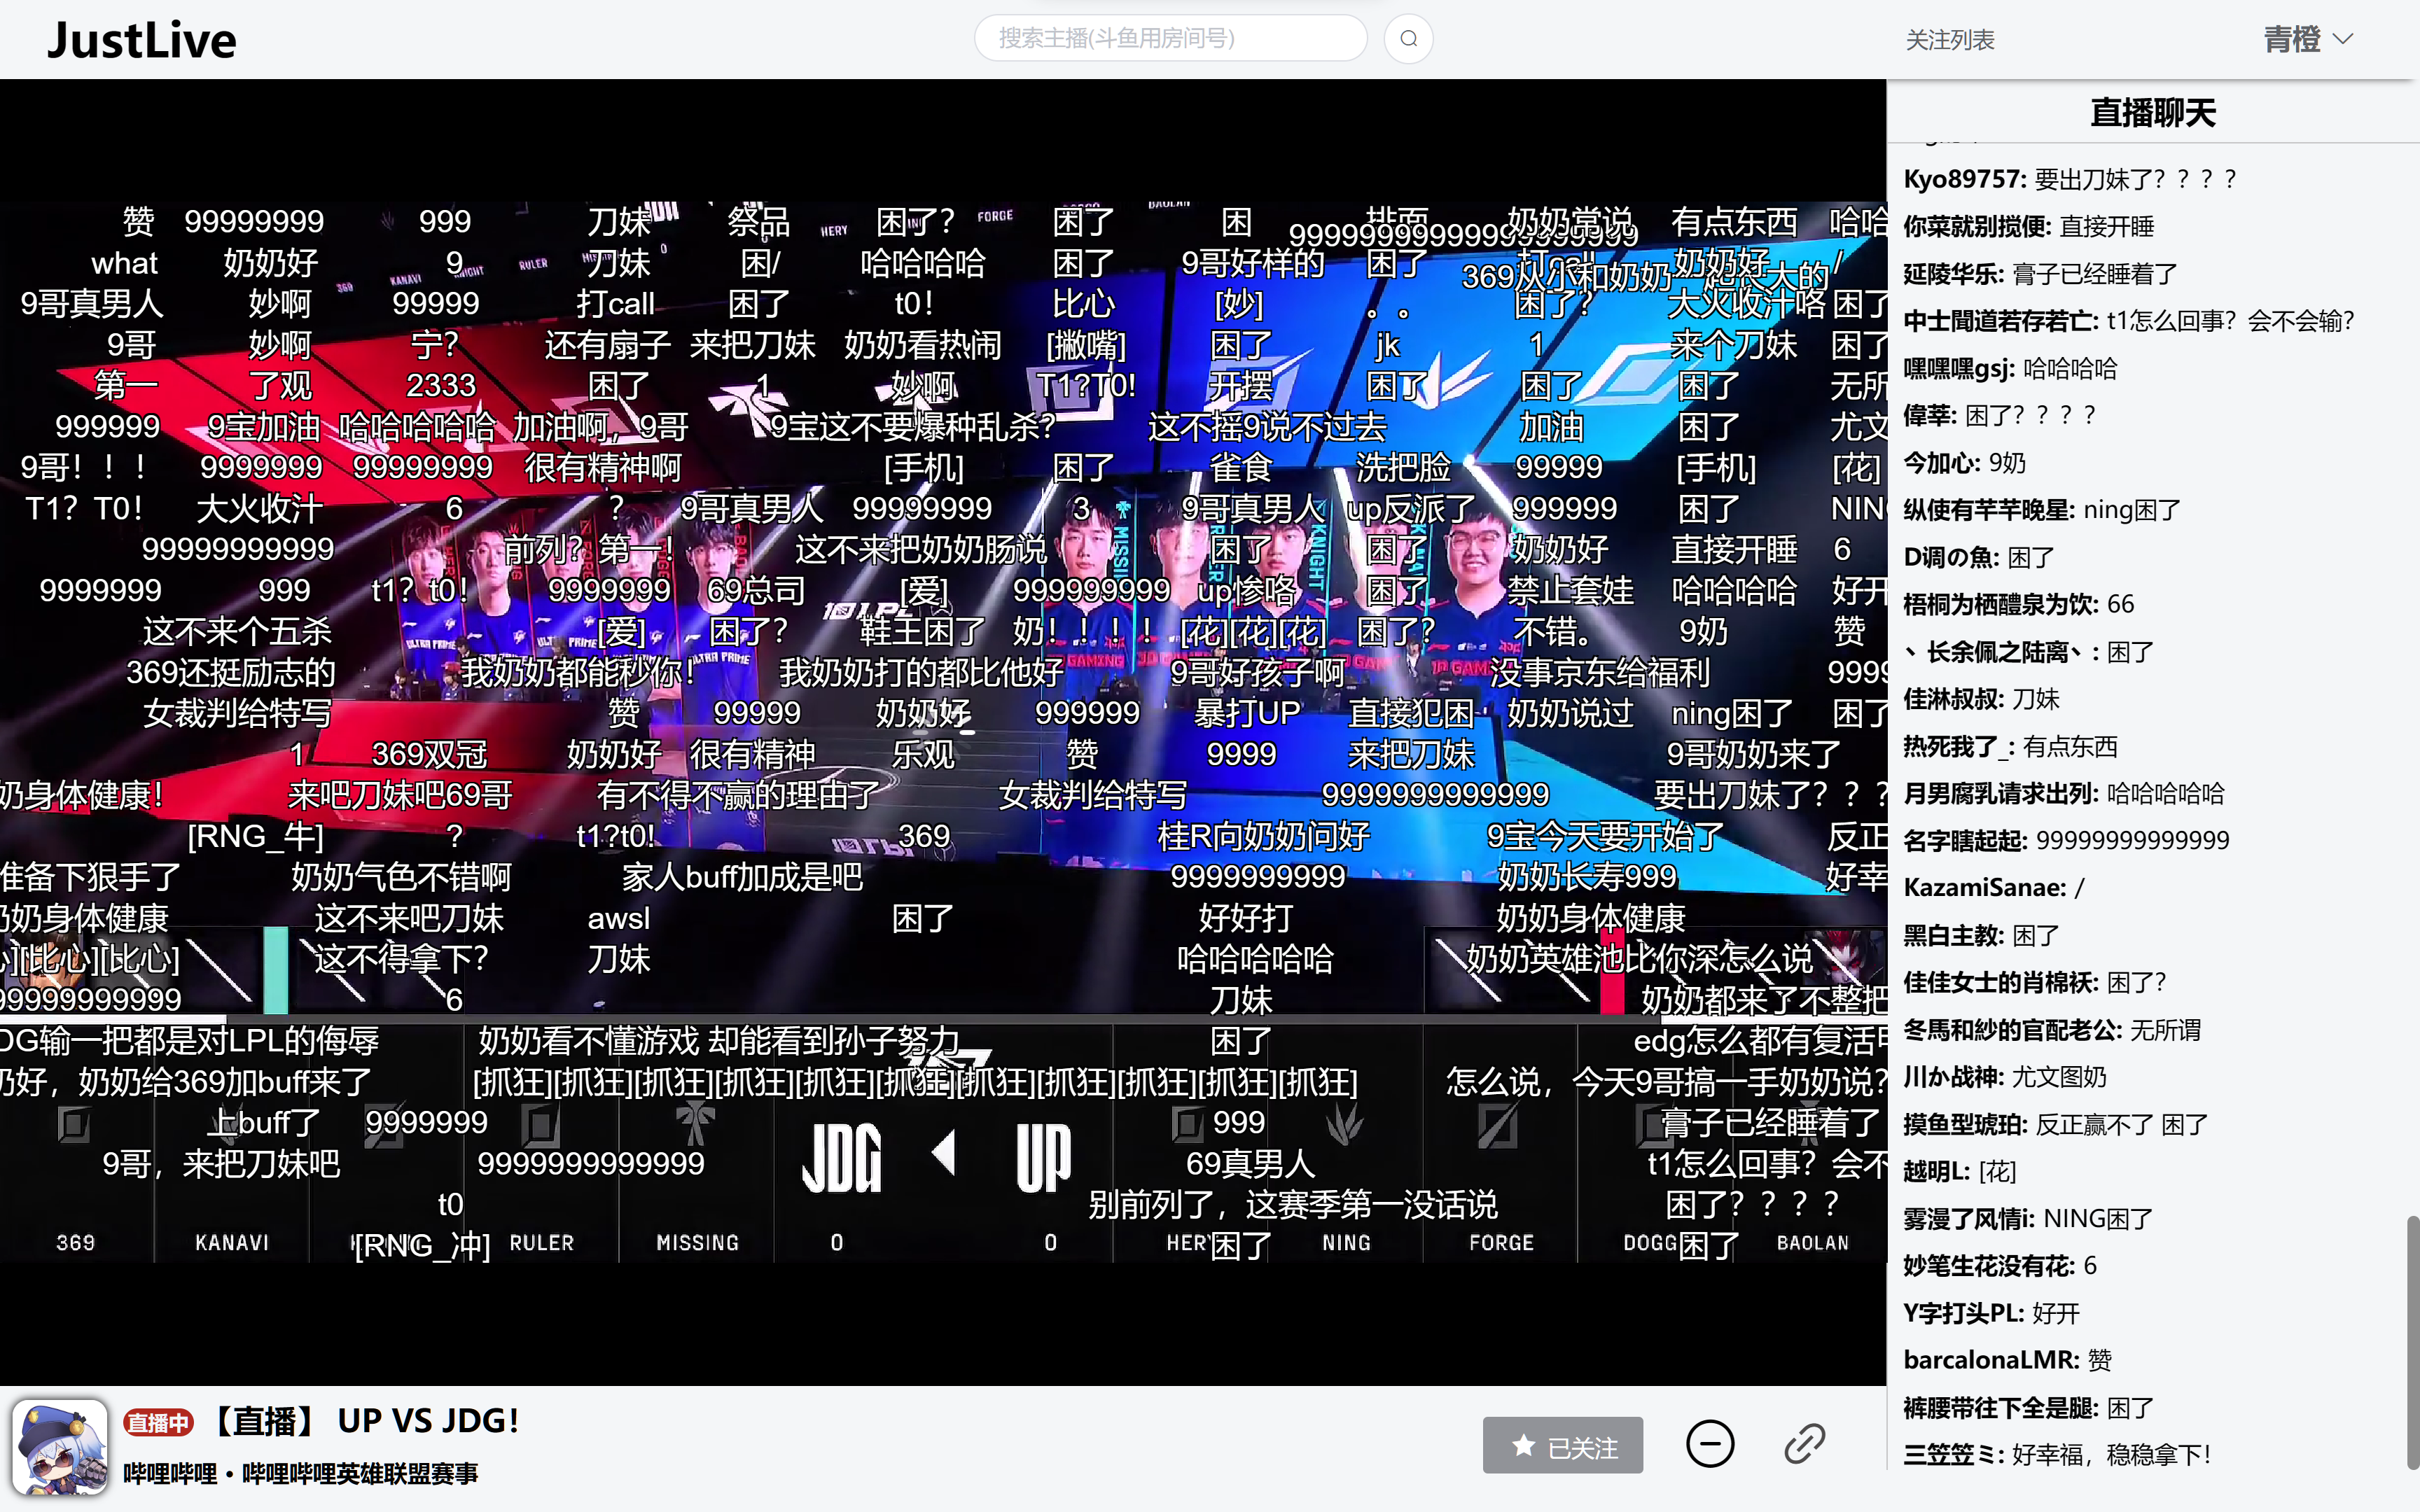 JustLive
搜索主播(斗鱼用房间号)
关注列表
青橙
赞 99999999 999 刀妹 祭品 困了？ 困了 困 排面 奶奶常说 有点东西 哈哈
99999999999999999999
what 奶奶好 9 刀妹 困/ 哈哈哈哈 困了 9哥好样的 困了 打call 奶奶好 /
9哥真男人 妙啊 99999 打call 困了 t0！ 比心 [妙] 。。 困了？ 大火收汁咯 困了
9哥 妙啊 宁？ 还有扇子 来把刀妹 奶奶看热闹 [撇嘴] 困了 jk 1 来个刀妹 困了
第一 了观 2333 困了 1 妙啊 T1?T0! 开摆 困了 困了 困了 无所
999999 9宝加油 哈哈哈哈哈 加油啊，9哥 9宝这不要爆种乱杀？ 这不摇9说不过去 加油 困了 尤文
9哥！！！ 9999999 99999999 很有精神啊 [手机] 困了 雀食 洗把脸 99999 [手机] [花]
T1？T0！ 大火收汁 6 ？ 9哥真男人 99999999 3 9哥真男人 up反派了 999999 困了 NIN
99999999999 前列？第一！ 这不来把奶奶肠说 困了 困了 奶奶好 直接开睡 6
9999999 999 t1？t0！ 9999999 69总司 [爱] 999999999 up惨咯 困了 禁止套娃 哈哈哈哈 好开
这不来个五杀 [爱] 困了？ 鞋王困了 奶！！！！ [花][花][花] 困了？ 不错。 9奶 赞
369还挺励志的 我奶奶都能秒你！ 我奶奶打的都比他好 9哥好孩子啊 没事京东给福利 9999
女裁判给特写 赞 99999 奶奶好 999999 暴打UP 直接犯困 奶奶说过 ning困了 困了
1 369双冠 奶奶好 很有精神 乐观 赞 9999 来把刀妹 9哥奶奶来了
奶身体健康！ 来吧刀妹吧69哥 有不得不赢的理由了 女裁判给特写 9999999999999 要出刀妹了？？？
[RNG_牛] ？ t1?t0! 369 桂R向奶奶问好 9宝今天要开始了 反正
准备下狠手了 奶奶气色不错啊 家人buff加成是吧 9999999999 奶奶长寿999 好幸
奶奶身体健康 这不来吧刀妹 awsl 困了 好好打 奶奶身体健康
][比心][比心] 这不得拿下？ 刀妹 哈哈哈哈哈 奶奶英雄池比你深怎么说
99999999999 6 刀妹 奶奶都来了不整把
DG输一把都是对LPL的侮辱 奶奶看不懂游戏 却能看到孙子努力 困了 edg怎么都有复活甲
奶好，奶奶给369加buff来了 [抓狂][抓狂][抓狂][抓狂][抓狂][抓狂][抓狂][抓狂][抓狂][抓狂][抓狂] 怎么说，今天9哥搞一手奶奶说？
上buff了 9999999 999 膏子已经睡着了
9哥，来把刀妹吧 9999999999999 JDG UP 69真男人 t1怎么回事？会不
t0 别前列了，这赛季第一没话说 困了？？？？
369 KANAVI [RNG_冲] RULER MISSING 0 0 HER 困了 NING FORGE DOGG 困了 BAOLAN
直播聊天
Kyo89757: 要出刀妹了？？？？
你菜就别搅便: 直接开睡
延陵华乐: 膏子已经睡着了
中士聞道若存若亡: t1怎么回事？会不会输？
嘿嘿嘿gsj: 哈哈哈哈
偉莘: 困了？？？？
今加心: 9奶
纵使有芊芊晚星: ning困了
D调の魚: 困了
梧桐为栖醴泉为饮: 66
丶长余佩之陆离丶: 困了
佳淋叔叔: 刀妹
热死我了_: 有点东西
月男腐乳请求出列: 哈哈哈哈哈
名字瞎起起: 99999999999999
KazamiSanae: /
黑白主教: 困了
佳佳女士的肖棉袄: 困了？
冬馬和紗の官配老公: 无所谓
川か战神: 尤文图奶
摸鱼型琥珀: 反正赢不了 困了
越明L: [花]
雾漫了风情i: NING困了
妙笔生花没有花: 6
Y字打头PL: 好开
barcalonaLMR: 赞
裤腰带往下全是腿: 困了
三笠笠ミ: 好幸福，稳稳拿下！
直播中 【直播】 UP VS JDG！
哔哩哔哩・哔哩哔哩英雄联盟赛事
已关注